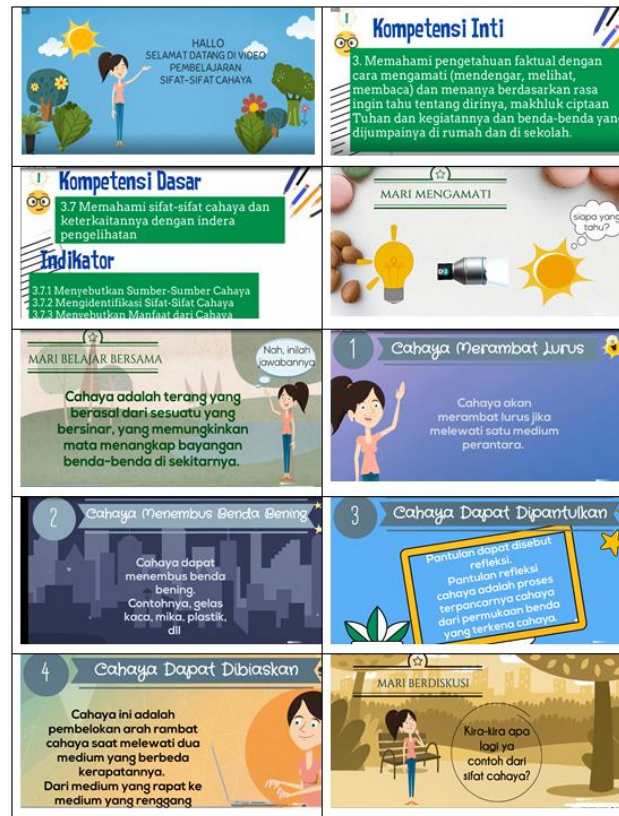 HALLO
SELAMAT DATANG DI VIDEO
PEMBELAJARAN
SIFAT-SIFAT CAHAYA
1
Kompetensi Inti
3. Memahami pengetahuan faktual dengan
cara mengamati (mendengar, melihat,
membaca) dan menanya berdasarkan rasa
ingin tahu tentang dirinya, makhluk ciptaan
Tuhan dan kegiatannya dan benda-benda yang
dijumpainya di rumah dan di sekolah.
1
Kompetensi Dasar
3.7 Memahami sifat-sifat cahaya dan
keterkaitannya dengan indera
pengelihatan
Indikator
3.7.1 Menyebutkan Sumber-Sumber Cahaya
3.7.2 Mengidentifikasi Sifat-Sifat Cahaya
3.7.3 Menyebutkan Manfaat dari Cahaya
MARI MENGAMATI
siapa yang
tahu?
MARI BELAJAR BERSAMA
Nah, inilah
jawabannya
Cahaya adalah terang yang
berasal dari sesuatu yang
bersinar, yang memungkinkan
mata menangkap bayangan
benda-benda di sekitarnya.
1
Cahaya Merambat Lurus
Cahaya akan
merambat lurus jika
melewati satu medium
perantara.
2
Cahaya Menembus Benda Bening
Cahaya dapat
menembus benda
bening.
Contohnya, gelas
kaca, mika, plastik,
dll
3
Cahaya Dapat Dipantulkan
Pantulan dapat disebut
refleksi.
Pantulan refleksi
cahaya adalah proses
terpancarnya cahaya
dari permukaan benda
yang terkena cahaya.
4
Cahaya Dapat Dibiaskan
Cahaya ini adalah
pembelokan arah rambat
cahaya saat melewati dua
medium yang berbeda
kerapatannya.
Dari medium yang rapat ke
medium yang renggang
MARI BERDISKUSI
Kira-kira apa
lagi ya
contoh dari
sifat cahaya?